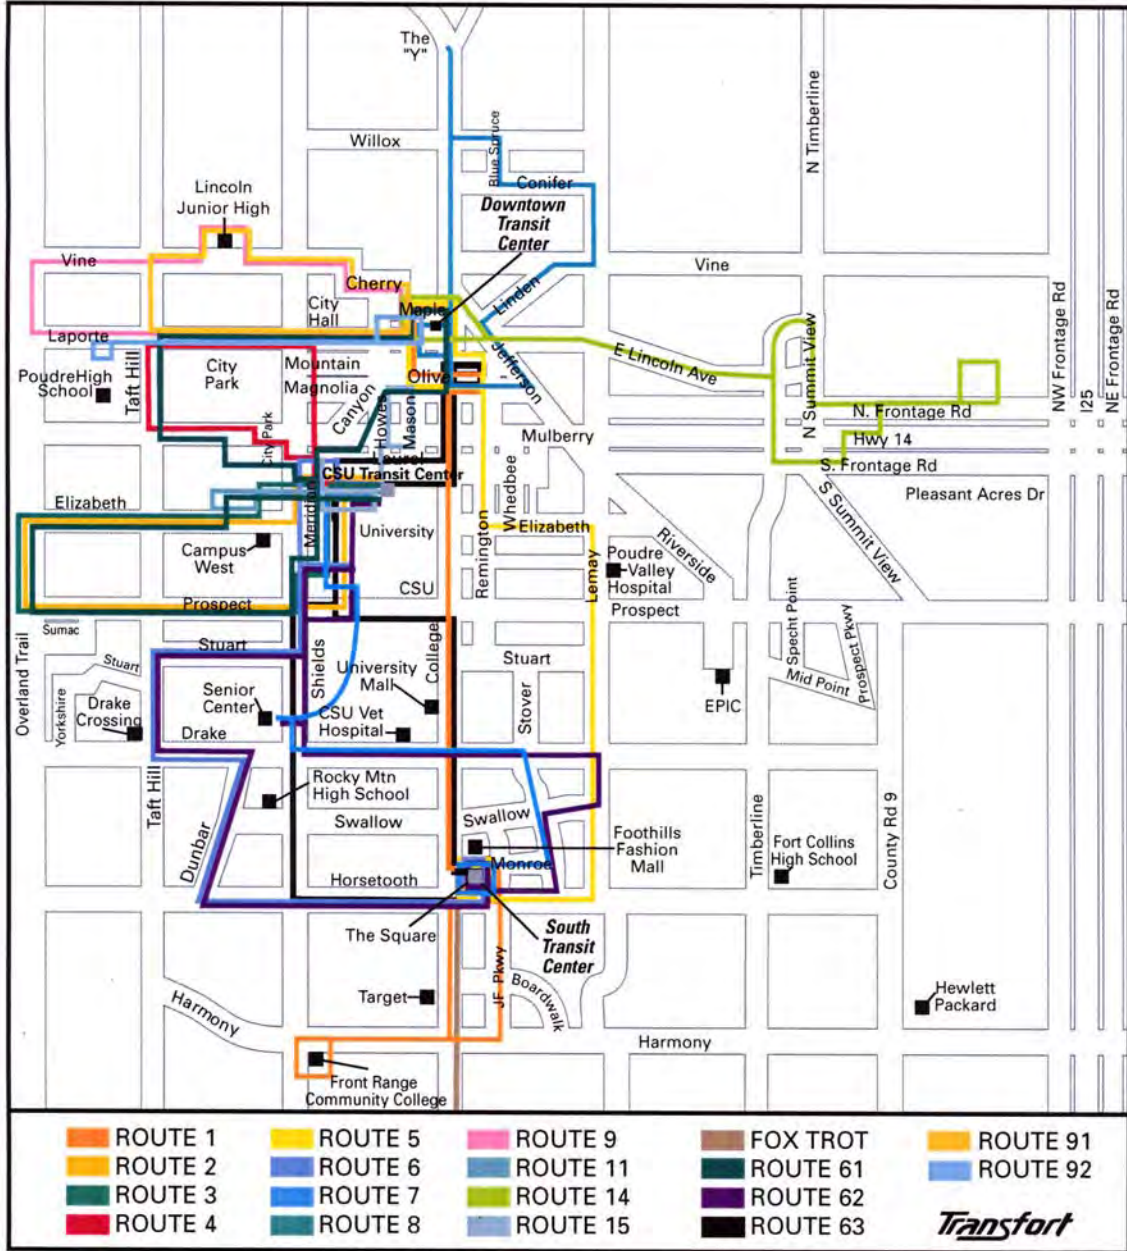 The
"Y"
Willox
Blue Spruce
N Timberline
Conifer
Lincoln
Junior High
Downtown
Transit
Center
Vine
Vine
Cherry
Linden
City
Hall
Maple
Laporte
Jefferson
E Lincoln Ave
N Summit View
NW Frontage Rd
I25
NE Frontage Rd
Taft Hill
City
Park
Mountain
Magnolia
Olive
Poudre High
School
Canyon
Howes
Mason
N. Frontage Rd
City Park
Mulberry
Hwy 14
Laurel
CSU Transit Center
S. Frontage Rd
Pleasant Acres Dr
Elizabeth
Meridian
University
Remington
Whedbee
Elizabeth
Riverside
S Summit View
Campus
West
CSU
Lemay
Poudre
Valley
Hospital
Prospect
Prospect
Specht Point
Prospect Pkwy
Sumac
Stuart
Stuart
Stuart
Overland Trail
Yorkshire
Shields
College
University
Mall
Mid Point
Senior
Center
Drake
Crossing
Drake
CSU Vet
Hospital
Stover
EPIC
Taft Hill
Rocky Mtn
High School
Dunbar
Swallow
Swallow
Foothills
Fashion
Mall
Monroe
Timberline
Fort Collins
High School
County Rd 9
Horsetooth
The Square
South
Transit
Center
JF Pkwy
Boardwalk
Target
Harmony
Hewlett
Packard
Harmony
Front Range
Community College
ROUTE 1
ROUTE 2
ROUTE 3
ROUTE 4
ROUTE 5
ROUTE 6
ROUTE 7
ROUTE 8
ROUTE 9
ROUTE 11
ROUTE 14
ROUTE 15
FOX TROT
ROUTE 61
ROUTE 62
ROUTE 63
ROUTE 91
ROUTE 92
Transfort